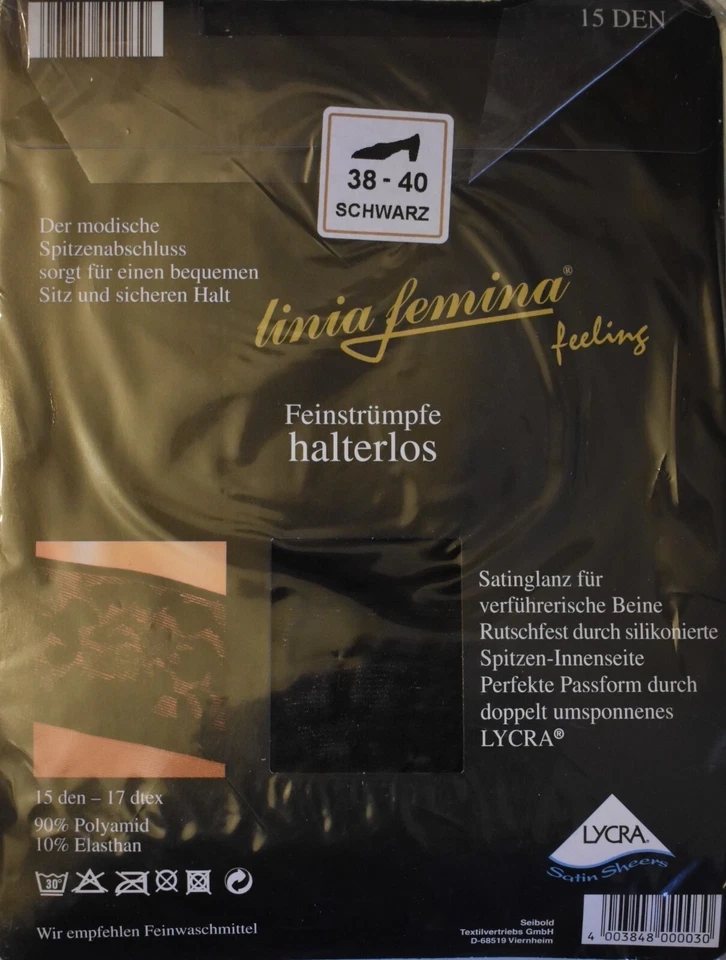 15 DEN
38 - 40
SCHWARZ
Der modische
Spitzenabschluss
sorgt für einen bequemen
Sitz und sicheren Halt
linia femina®
feeling
Feinstrümpfe
halterlos
Satinglanz für
verführerische Beine
Rutschfest durch silikonierte
Spitzen-Innenseite
Perfekte Passform durch
doppelt umsponnenes
LYCRA®
15 den – 17 dtex
90% Polyamid
10% Elasthan
30°
Wir empfehlen Feinwaschmittel
LYCRA®
Satin Sheers
Seibold
Textilvertriebs GmbH
D-68519 Viernheim
4 003848 000030